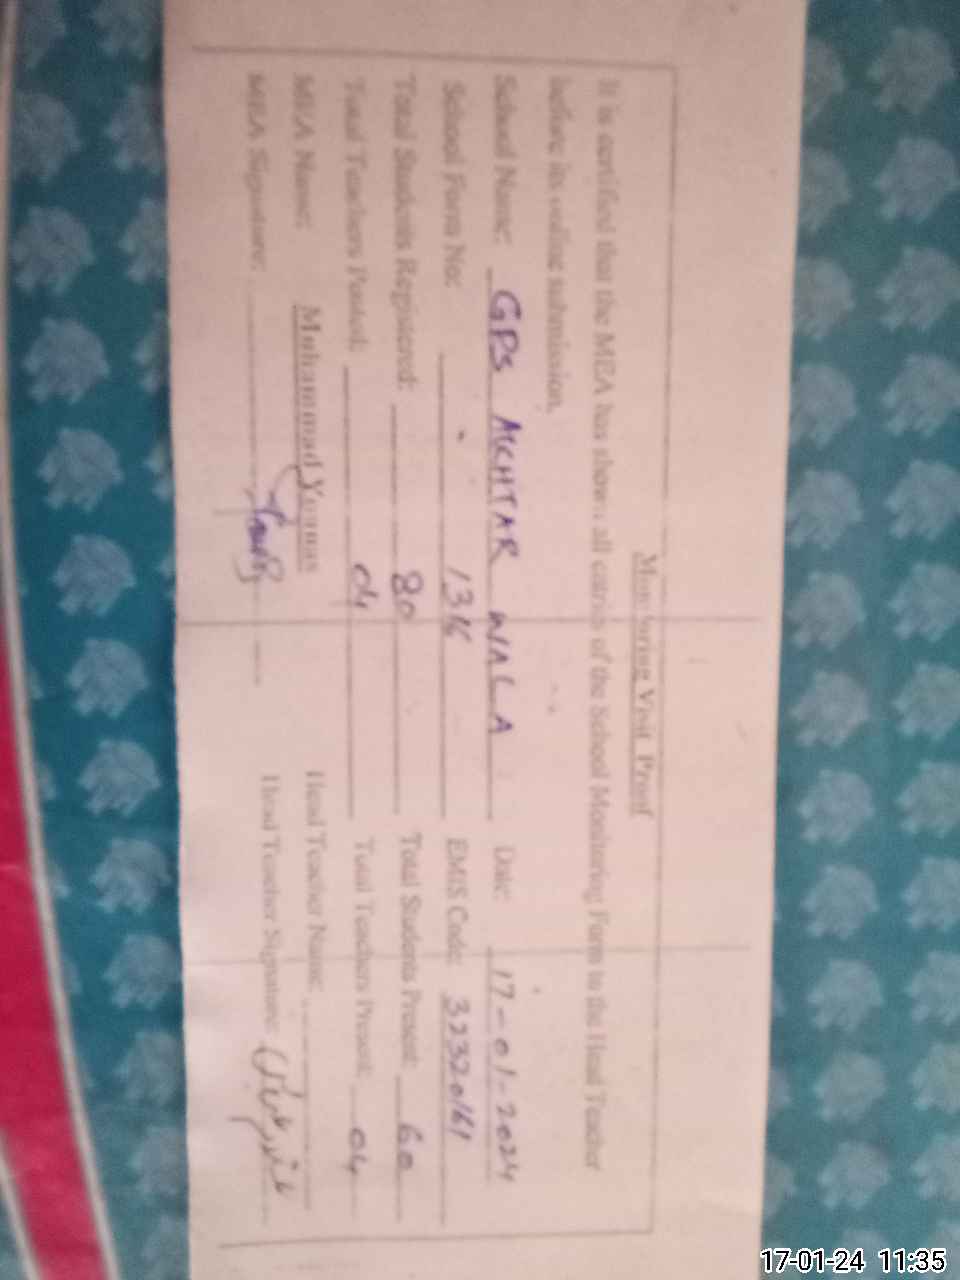 Monitoring Visit Proof
It is certified that the MEA has shown all entries of the School Monitoring Form to the Head Teacher
before its online submission.
School Name: GPS ACHTAR WALA Date: 17-01-2024
School Form No: 1316 EMIS Code: 32320161
Total Students Registered: 80 Total Students Present: 60
Total Teachers Posted: 04 Total Teachers Present: 04
MEA Name: Muhammad Younas Head Teacher Name:
MEA Signature: Head Teacher Signature:
17-01-24 11:35